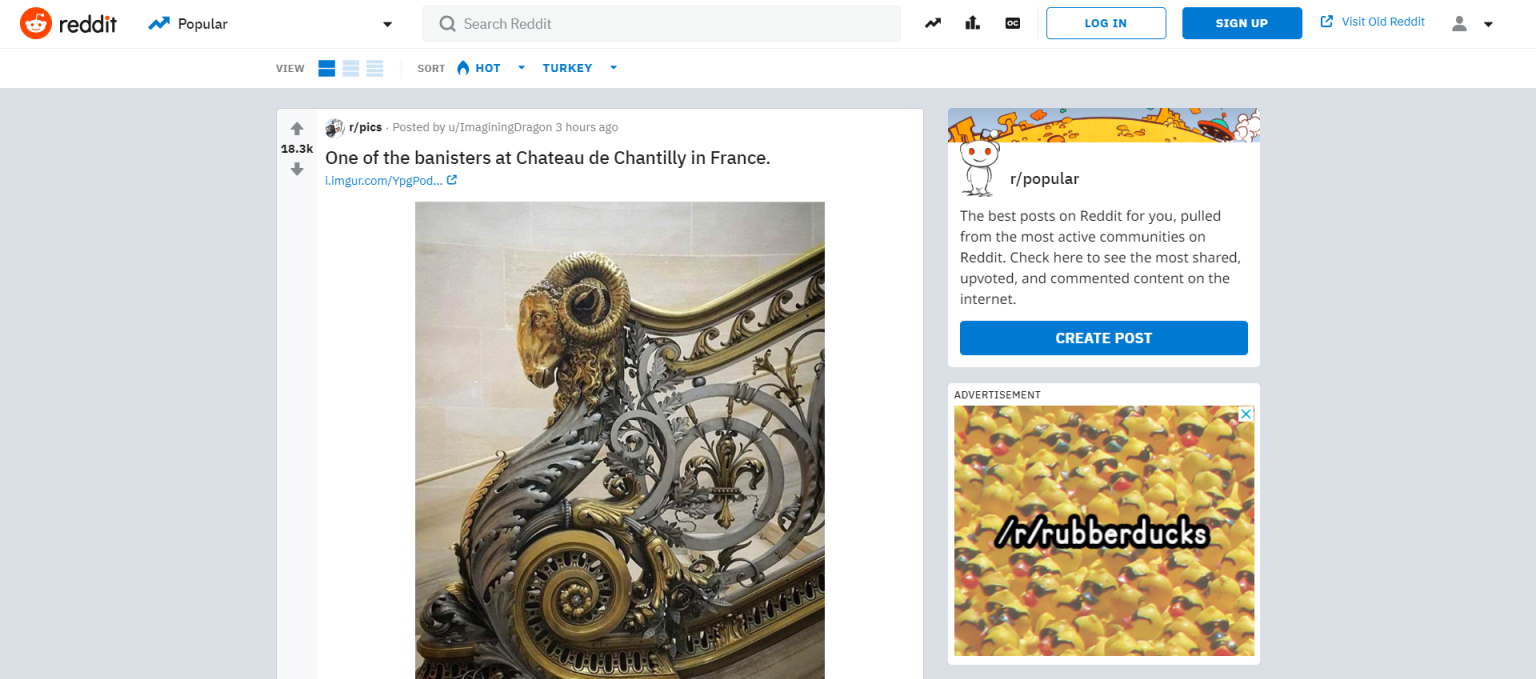 reddit
Popular
Search Reddit
OC
LOG IN
SIGN UP
Visit Old Reddit
VIEW
SORT
HOT
TURKEY
18.3k
r/pics · Posted by u/ImaginingDragon 3 hours ago
One of the banisters at Chateau de Chantilly in France.
i.imgur.com/YpgPod...
r/popular
The best posts on Reddit for you, pulled
from the most active communities on
Reddit. Check here to see the most shared,
upvoted, and commented content on the
internet.
CREATE POST
ADVERTISEMENT
/r/rubberducks